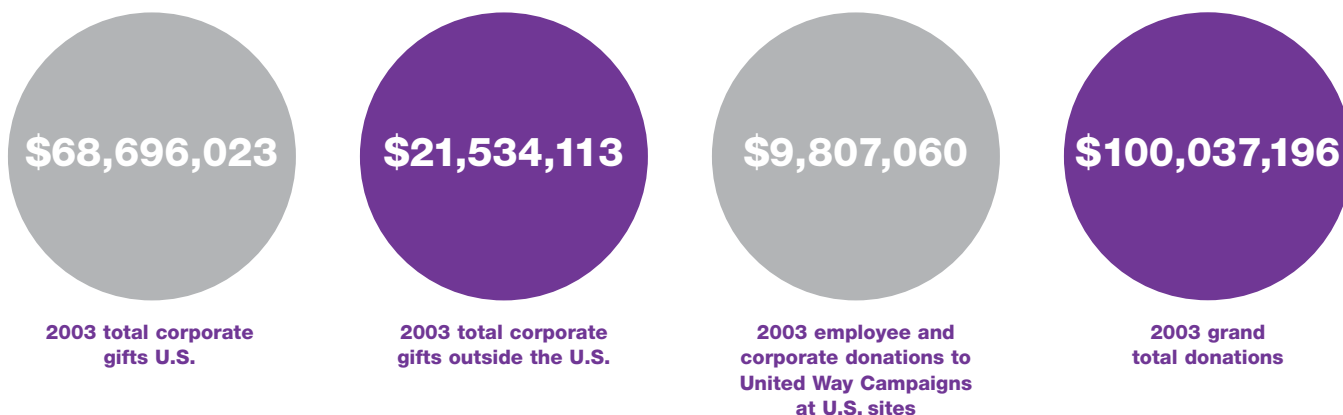 $68,696,023
2003 total corporate
gifts U.S.
$21,534,113
2003 total corporate
gifts outside the U.S.
$9,807,060
2003 employee and
corporate donations to
United Way Campaigns
at U.S. sites
$100,037,196
2003 grand
total donations